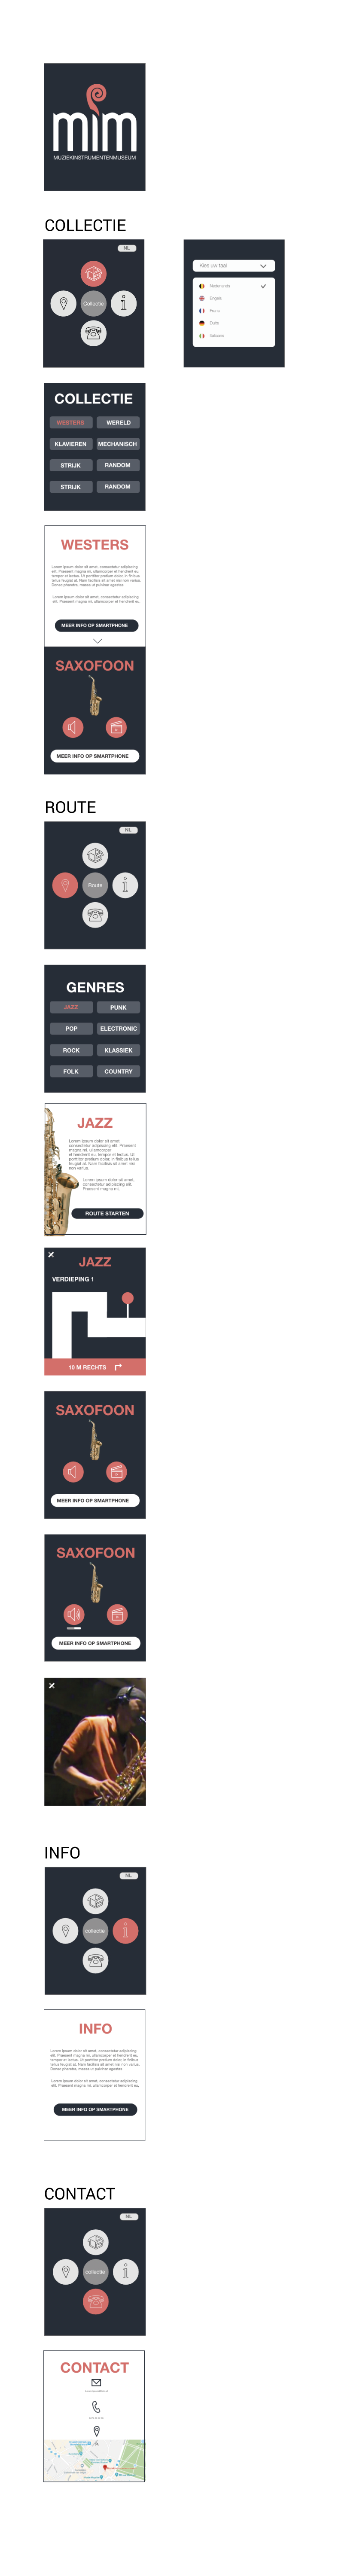 mim
MUZIEKINSTRUMENTENMUSEUM
COLLECTIE
NL
Collectie
Kies uw taal
Nederlands
Engels
Frans
Duits
Italiaans
COLLECTIE
WESTERS WERELD
KLAVIEREN MECHANISCH
STRIJK RANDOM
STRIJK RANDOM
WESTERS
Lorem ipsum dolor sit amet, consectetur adipiscing
elit. Praesent magna mi, ullamcorper at hendrerit eu,
tempor et lectus. Ut porttitor pretium dolor, in finibus tellus
feugiat at. Nam facilisis sit amet nisi non varius.
Donec pharetra, massa ut pulvinar egestas.
Lorem ipsum dolor sit amet, consectetur adipiscing
elit. Praesent magna mi, ullamcorper at hendrerit eu.
MEER INFO OP SMARTPHONE
SAXOFOON
MEER INFO OP SMARTPHONE
ROUTE
NL
Route
GENRES
JAZZ PUNK
POP ELECTRONIC
ROCK KLASSIEK
FOLK COUNTRY
JAZZ
Lorem ipsum dolor sit amet,
consectetur adipiscing elit. Praesent
magna mi, ullamcorper
at hendrerit eu, tempor et lectus. Ut
porttitor pretium dolor, in finibus tellus
feugiat at. Nam facilisis sit amet nisi
non varius.
Lorem ipsum dolor sit amet,
consectetur adipiscing elit.
Praesent magna mi,
ROUTE STARTEN
JAZZ
VERDIEPING 1
10 M RECHTS
SAXOFOON
MEER INFO OP SMARTPHONE
SAXOFOON
MEER INFO OP SMARTPHONE
INFO
NL
collectie
INFO
Lorem ipsum dolor sit amet, consectetur adipiscing
elit. Praesent magna mi, ullamcorper at hendrerit eu,
tempor et lectus. Ut porttitor pretium dolor, in finibus
tellus feugiat at. Nam facilisis sit amet nisi non varius.
Donec pharetra, massa ut pulvinar egestas.
Lorem ipsum dolor sit amet, consectetur adipiscing
elit. Praesent magna mi, ullamcorper at hendrerit eu.
MEER INFO OP SMARTPHONE
CONTACT
NL
collectie
CONTACT